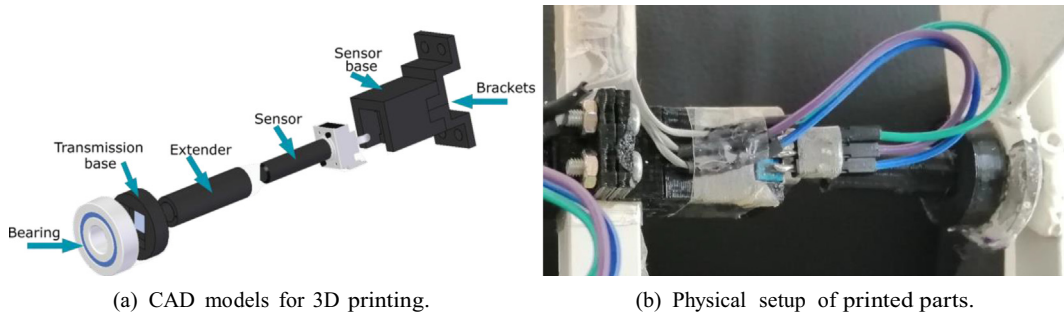 Sensor
base
Brackets
Sensor
Extender
Transmission
base
Bearing
(a) CAD models for 3D printing.
(b) Physical setup of printed parts.